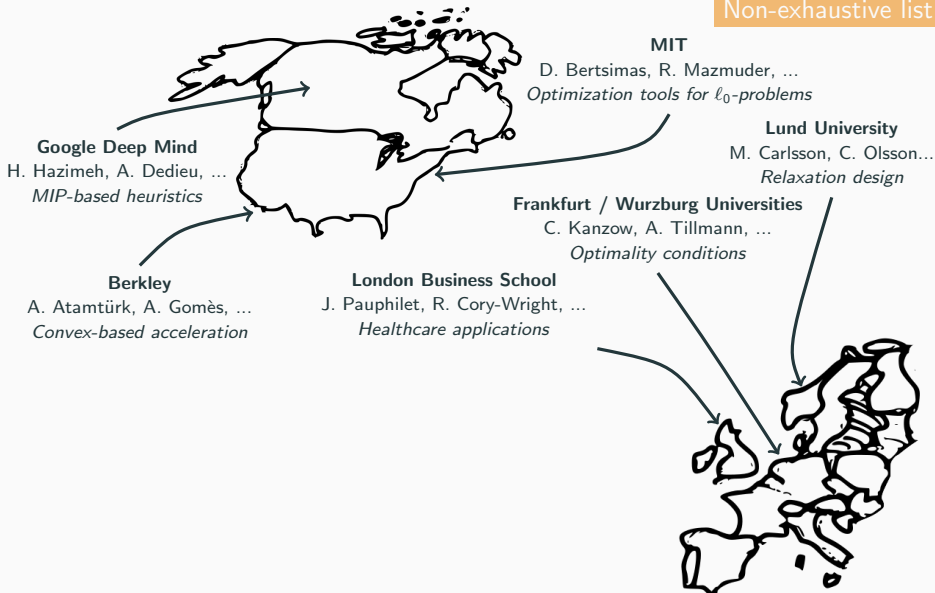 Non-exhaustive list
MIT
D. Bertsimas, R. Mazmuder, ...
Optimization tools for ℓ₀-problems
Lund University
M. Carlsson, C. Olsson...
Relaxation design
Google Deep Mind
H. Hazimeh, A. Dedieu, ...
MIP-based heuristics
Frankfurt / Wurzburg Universities
C. Kanzow, A. Tillmann, ...
Optimality conditions
Berkley
A. Atamtürk, A. Gomès, ...
Convex-based acceleration
London Business School
J. Pauphilet, R. Cory-Wright, ...
Healthcare applications